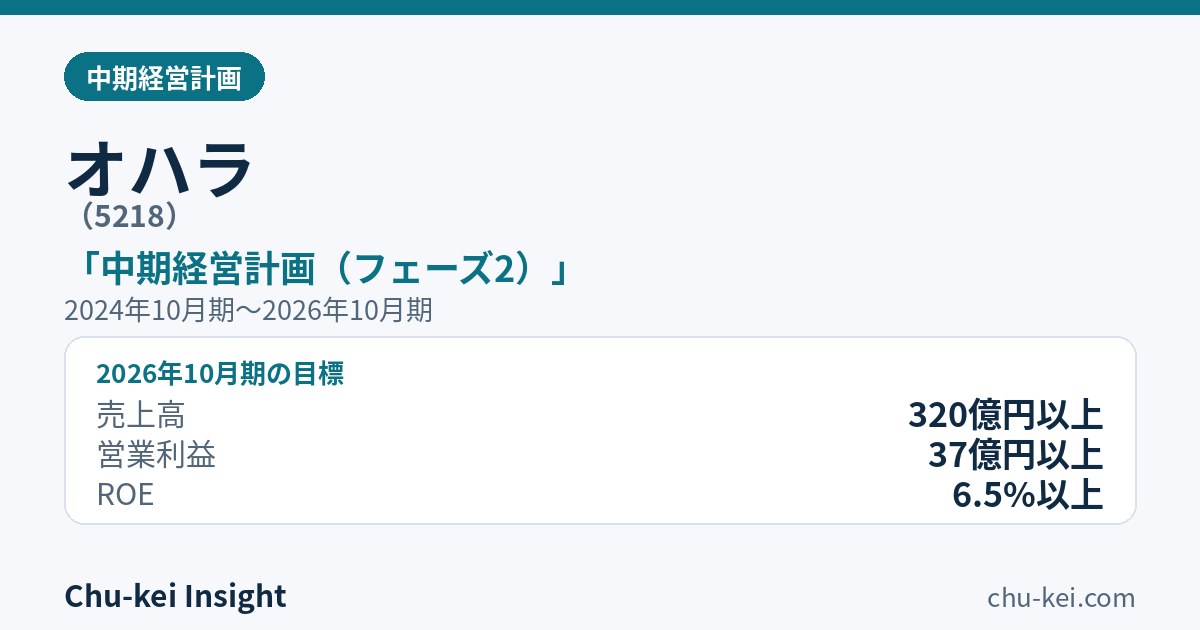 中期経営計画
オハラ
（5218）
「中期経営計画（フェーズ2）」
2024年10月期〜2026年10月期
2026年10月期の目標
売上高 320億円以上
営業利益 37億円以上
ROE 6.5%以上
Chu-kei Insight chu-kei.com